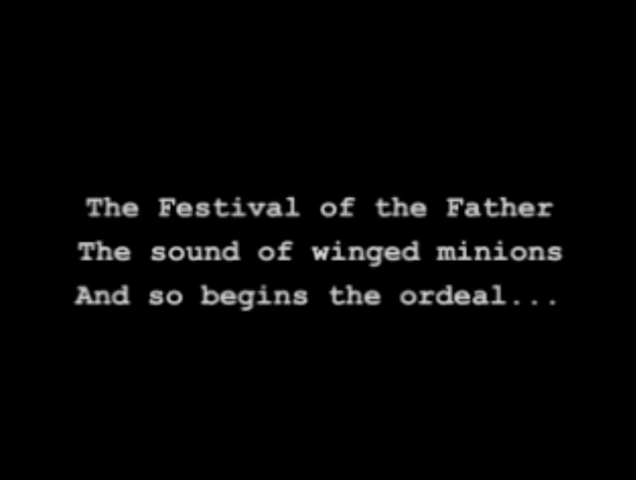 The Festival of the Father
The sound of winged minions
And so begins the ordeal...